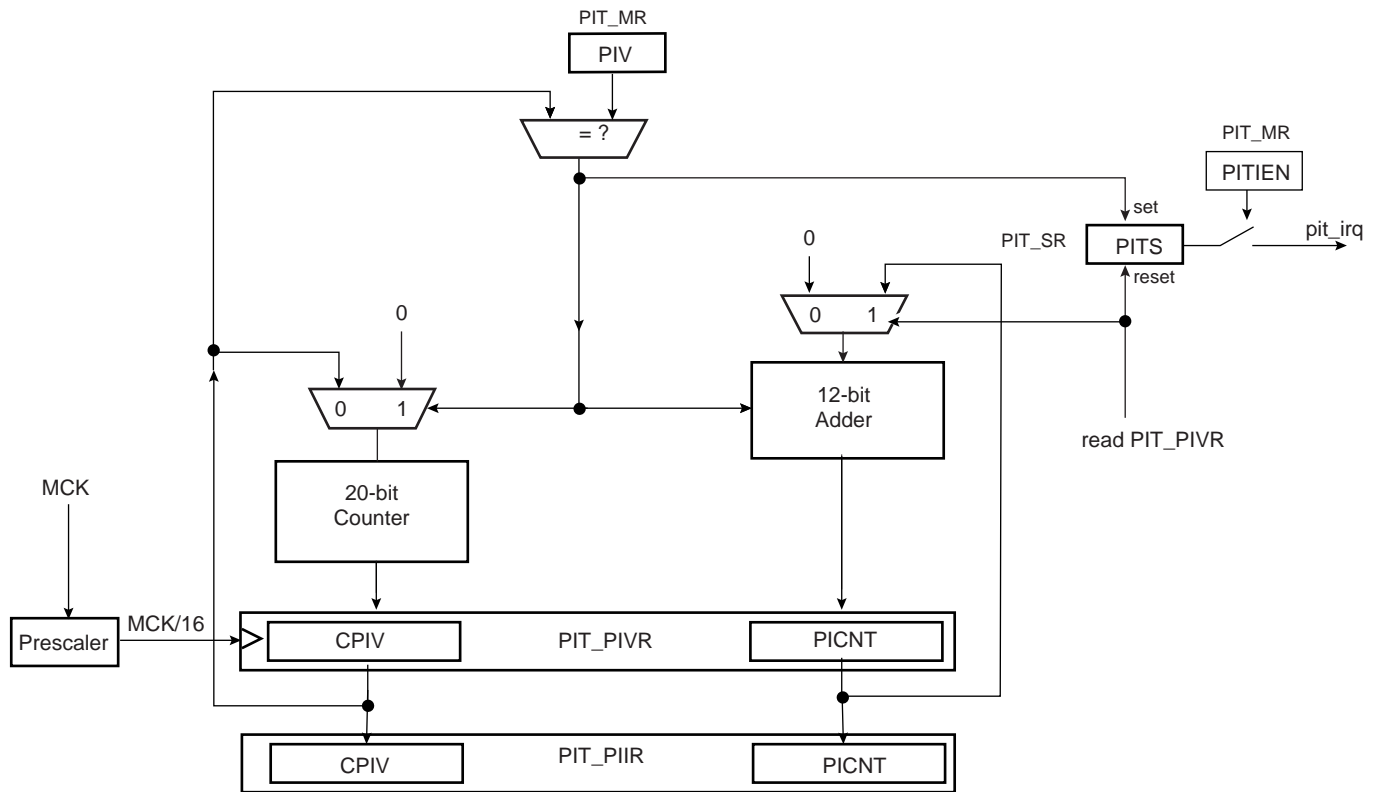 PIT_MR
PIV
= ?
PIT_MR
PITIEN
set
PIT_SR
PITS
pit_irq
reset
0
0 1
0
0 1
12-bit
Adder
read PIT_PIVR
MCK
20-bit
Counter
Prescaler
MCK/16
CPIV
PIT_PIVR
PICNT
CPIV
PIT_PIIR
PICNT